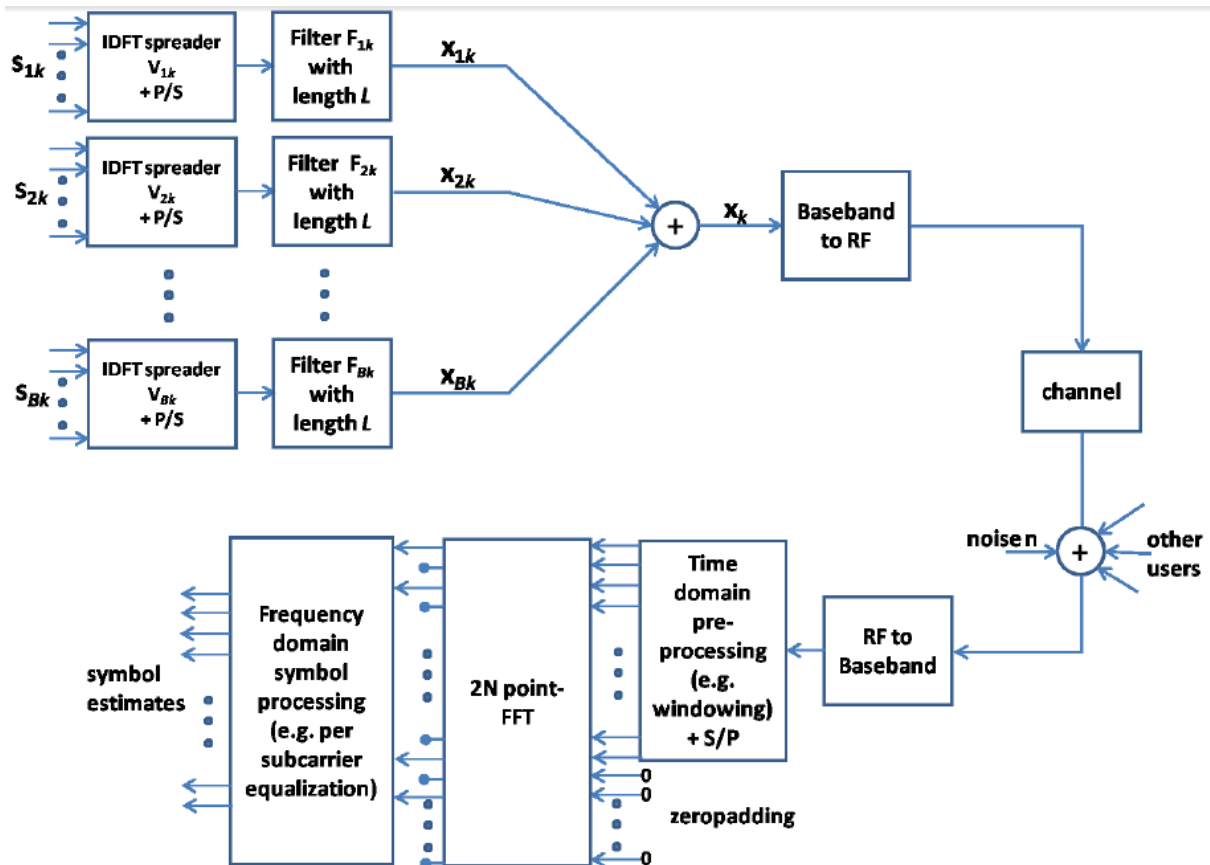 S1k
IDFT spreader
V1k
+ P/S
Filter F1k
with
length L
x1k
S2k
IDFT spreader
V2k
+ P/S
Filter F2k
with
length L
x2k
+
xk
Baseband
to RF
SBk
IDFT spreader
VBk
+ P/S
Filter FBk
with
length L
xBk
channel
noise n
+
other
users
RF to
Baseband
Time
domain
pre-
processing
(e.g.
windowing)
+ S/P
0
0
zeropadding
0
2N point-
FFT
Frequency
domain
symbol
processing
(e.g. per
subcarrier
equalization)
symbol
estimates